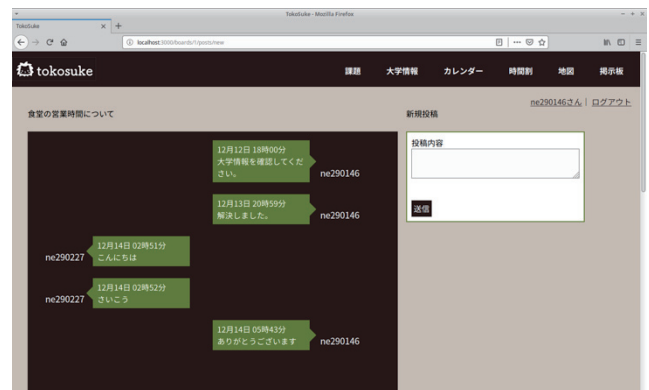 Tokosuke - Mozilla Firefox
Tokosuke
localhost:3000/boards/1/posts/new
tokosuke
課題 大学情報 カレンダー 時間割 地図 掲示板
ne290146さん | ログアウト
食堂の営業時間について
12月12日 18時00分
大学情報を確認してくだ
さい。
ne290146
12月13日 20時59分
解決しました。
ne290146
12月14日 02時51分
こんにちは
ne290227
12月14日 02時52分
さいこう
ne290227
12月14日 05時43分
ありがとうございます
ne290146
新規投稿
投稿内容
送信